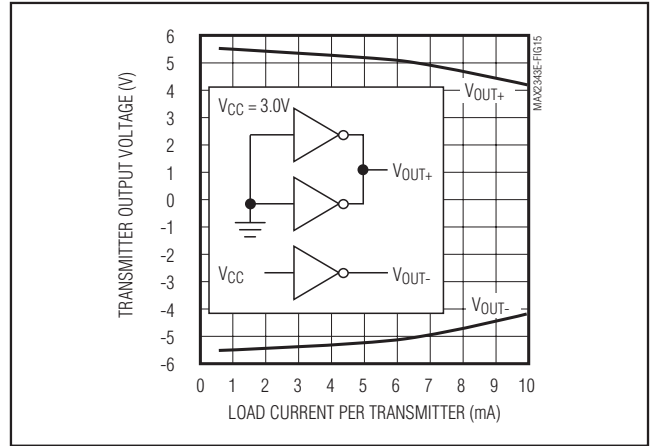 6
5
4
3
2
1
0
-1
-2
-3
-4
-5
-6
TRANSMITTER OUTPUT VOLTAGE (V)
MAX2343E-FIG15
VCC = 3.0V
VOUT+
VOUT+
VCC
VOUT-
VOUT-
0 1 2 3 4 5 6 7 8 9 10
LOAD CURRENT PER TRANSMITTER (mA)